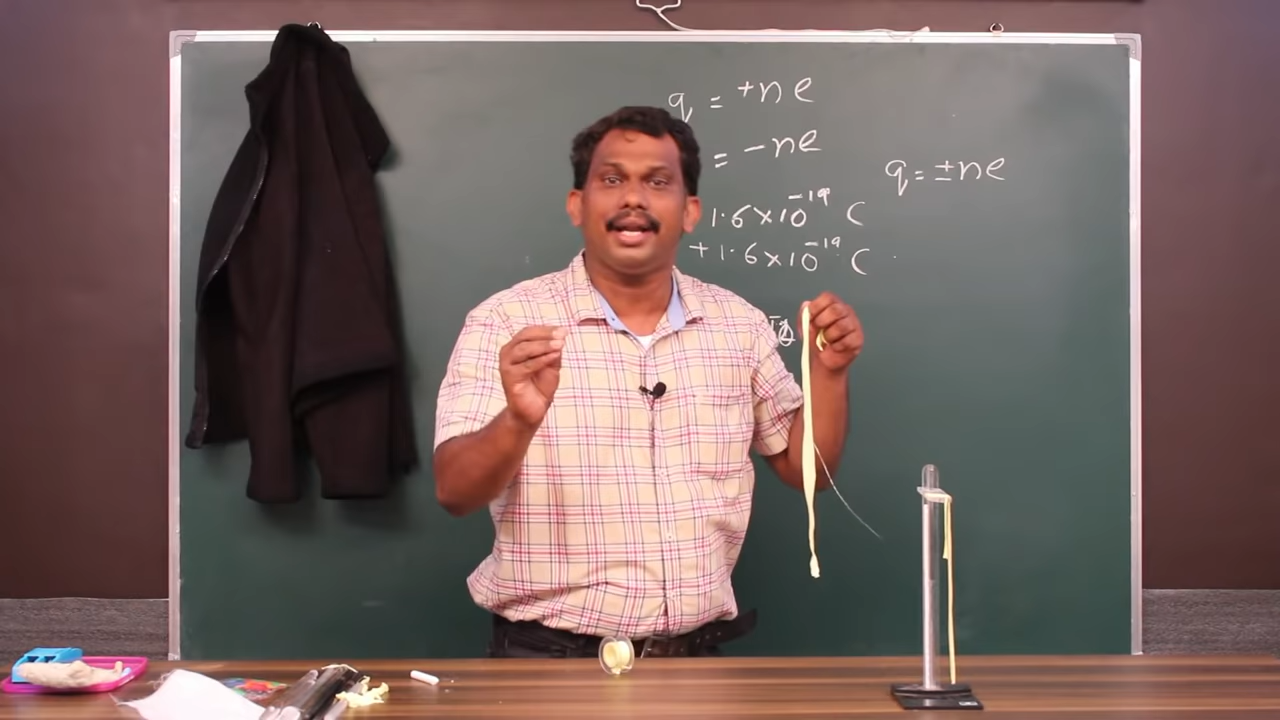 q = +ne
= -ne
q = ±ne
1.6×10⁻¹⁹ C
+1.6×10⁻¹⁹ C